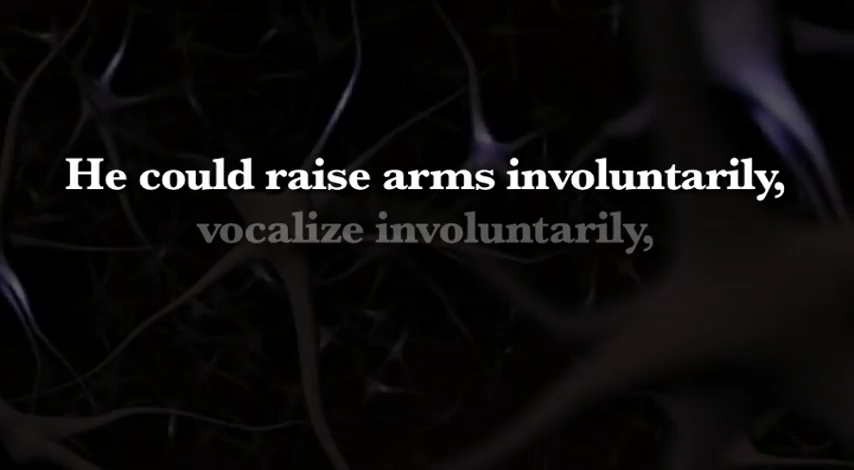 He could raise arms involuntarily,
vocalize involuntarily,